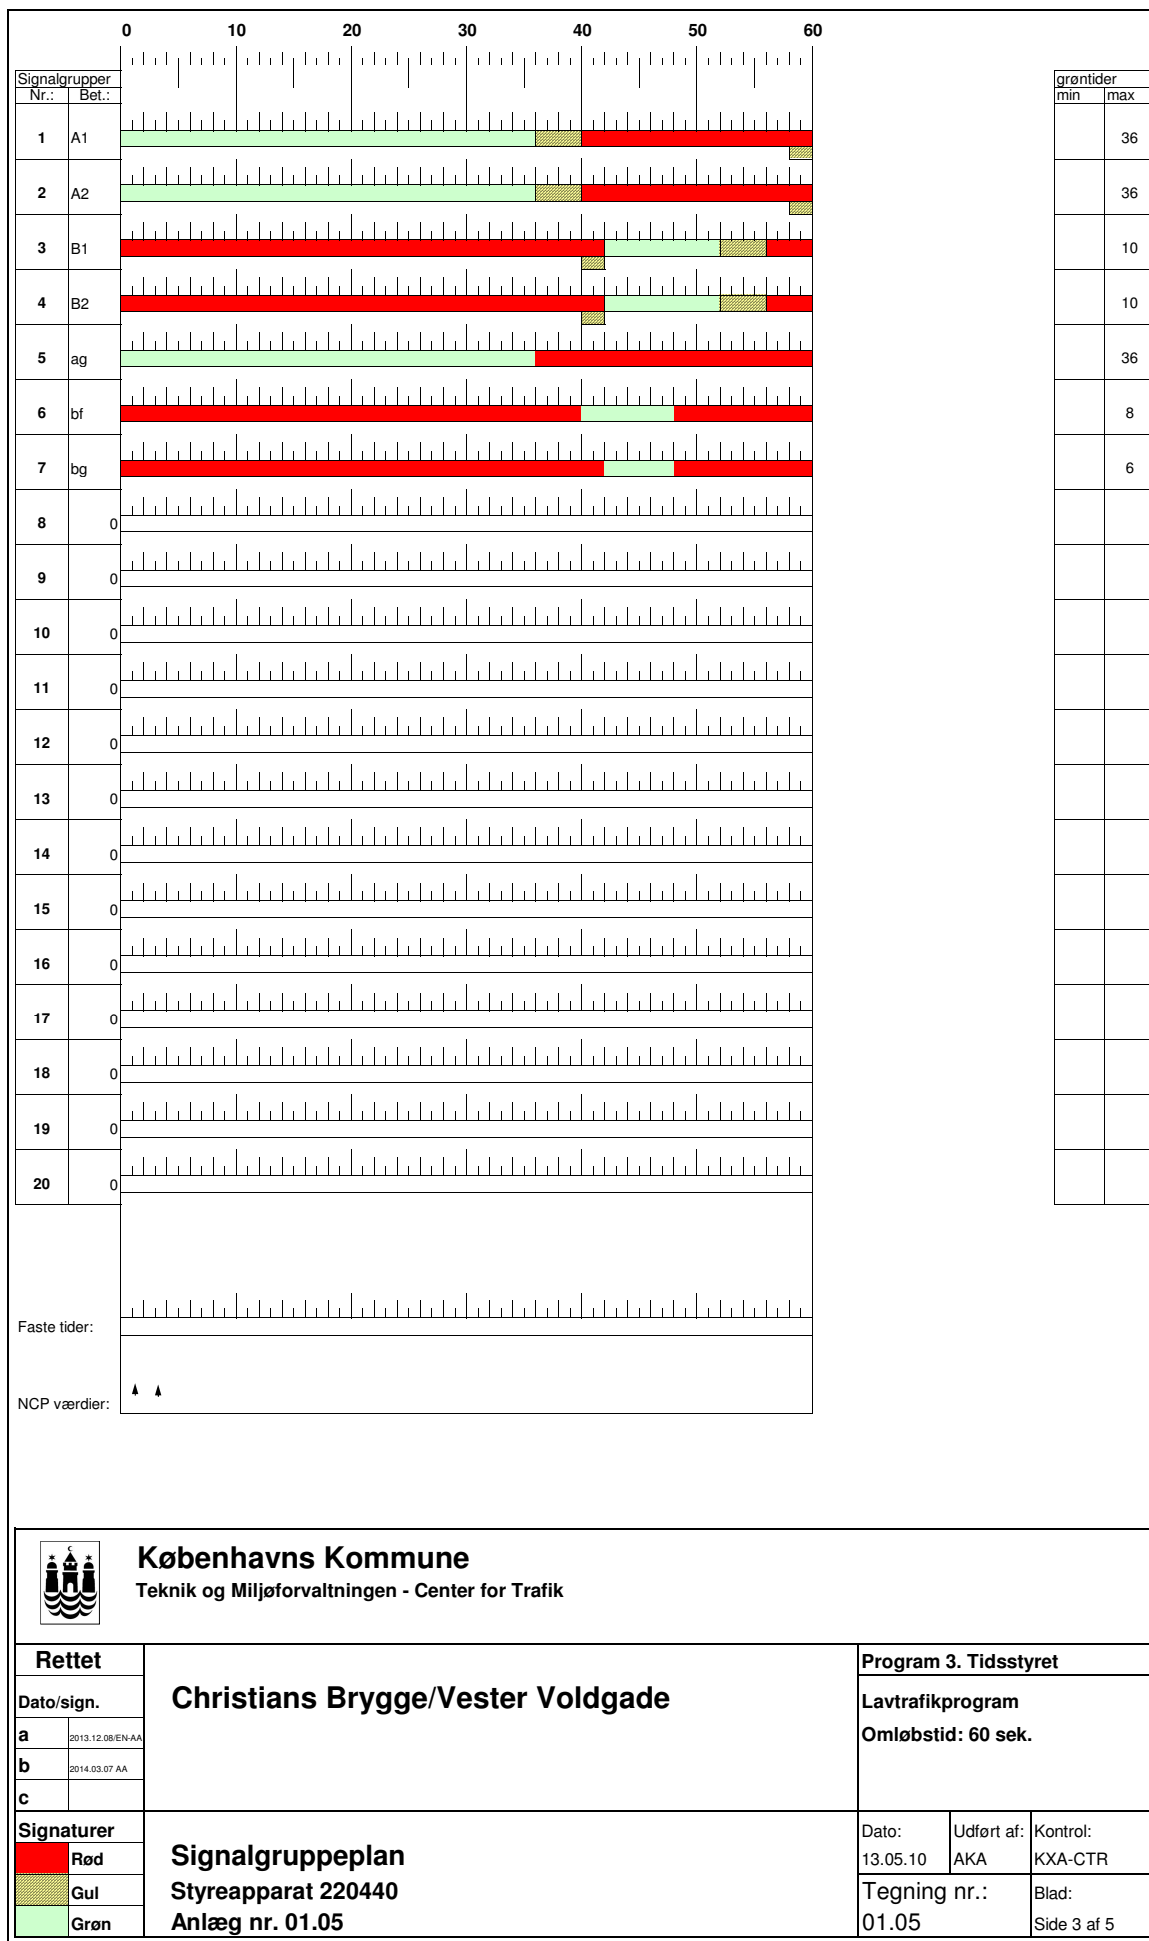 0 10 20 30 40 50 60
Signalgrupper grøntider
Nr.: Bet.: min max
1 A1 36
2 A2 36
3 B1 10
4 B2 10
5 ag 36
6 bf 8
7 bg 6
8 0
9 0
10 0
11 0
12 0
13 0
14 0
15 0
16 0
17 0
18 0
19 0
20 0
Faste tider:
NCP værdier:
Københavns Kommune
Teknik og Miljøforvaltningen - Center for Trafik
Rettet
Dato/sign.
a 2013.12.08/EN-AA
b 2014.03.07 AA
c
Christians Brygge/Vester Voldgade
Program 3. Tidsstyret
Lavtrafikprogram
Omløbstid: 60 sek.
Signaturer
Rød
Gul
Grøn
Signalgruppeplan
Styreapparat 220440
Anlæg nr. 01.05
Dato: Udført af: Kontrol:
13.05.10 AKA KXA-CTR
Tegning nr.: Blad:
01.05 Side 3 af 5